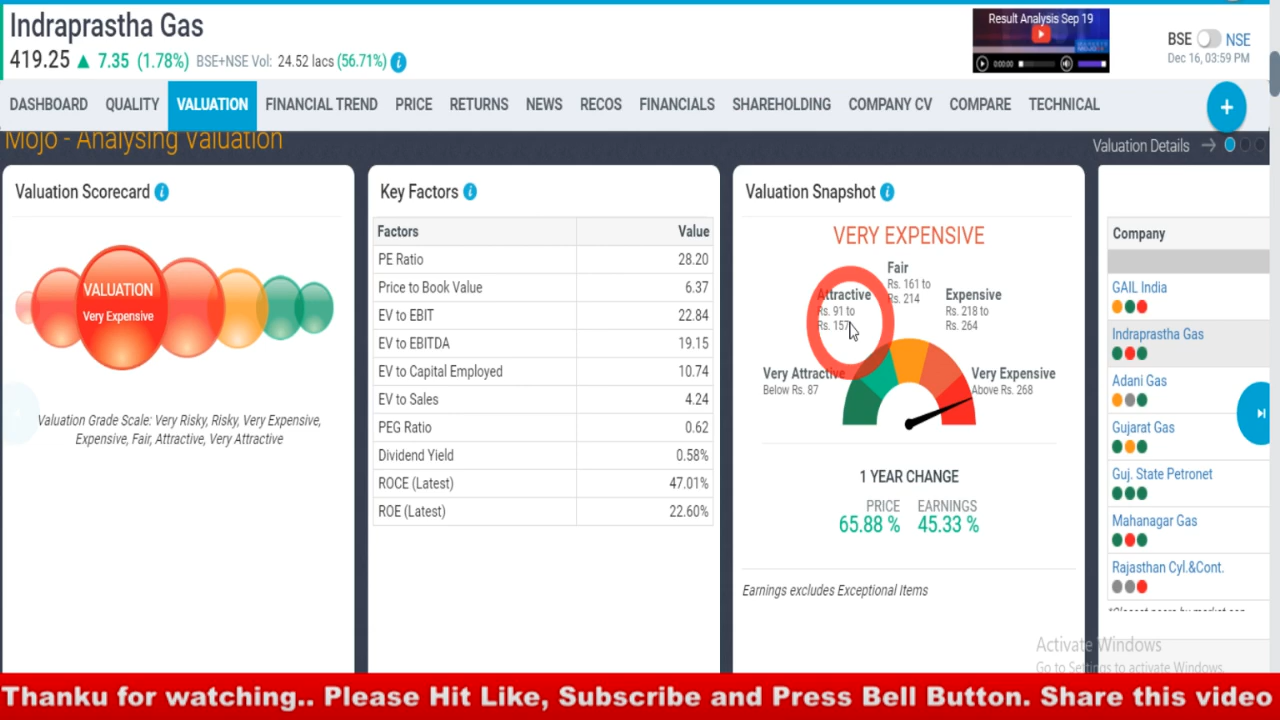 Indraprastha Gas
419.25 ▲ 7.35 (1.78%) BSE+NSE Vol: 24.52 lacs (56.71%) i
Result Analysis Sep 19
0:00:00
BSE NSE
Dec 16, 03:59 PM
DASHBOARD QUALITY VALUATION FINANCIAL TREND PRICE RETURNS NEWS RECOS FINANCIALS SHAREHOLDING COMPANY CV COMPARE TECHNICAL
+
Mojo - Analysing Valuation
Valuation Details →
Valuation Scorecard i
VALUATION
Very Expensive
Valuation Grade Scale: Very Risky, Risky, Very Expensive,
Expensive, Fair, Attractive, Very Attractive
Key Factors i
Factors Value
PE Ratio 28.20
Price to Book Value 6.37
EV to EBIT 22.84
EV to EBITDA 19.15
EV to Capital Employed 10.74
EV to Sales 4.24
PEG Ratio 0.62
Dividend Yield 0.58%
ROCE (Latest) 47.01%
ROE (Latest) 22.60%
Valuation Snapshot i
VERY EXPENSIVE
Fair
Rs. 161 to
Rs. 214
Attractive
Rs. 91 to
Rs. 157
Expensive
Rs. 218 to
Rs. 264
Very Attractive
Below Rs. 87
Very Expensive
Above Rs. 268
1 YEAR CHANGE
PRICE EARNINGS
65.88 % 45.33 %
Earnings excludes Exceptional Items
Company
GAIL India
Indraprastha Gas
Adani Gas
Gujarat Gas
Guj. State Petronet
Mahanagar Gas
Rajasthan Cyl.&Cont.
Activate Windows
Go to Settings to activate Windows.
Thanku for watching.. Please Hit Like, Subscribe and Press Bell Button. Share this video